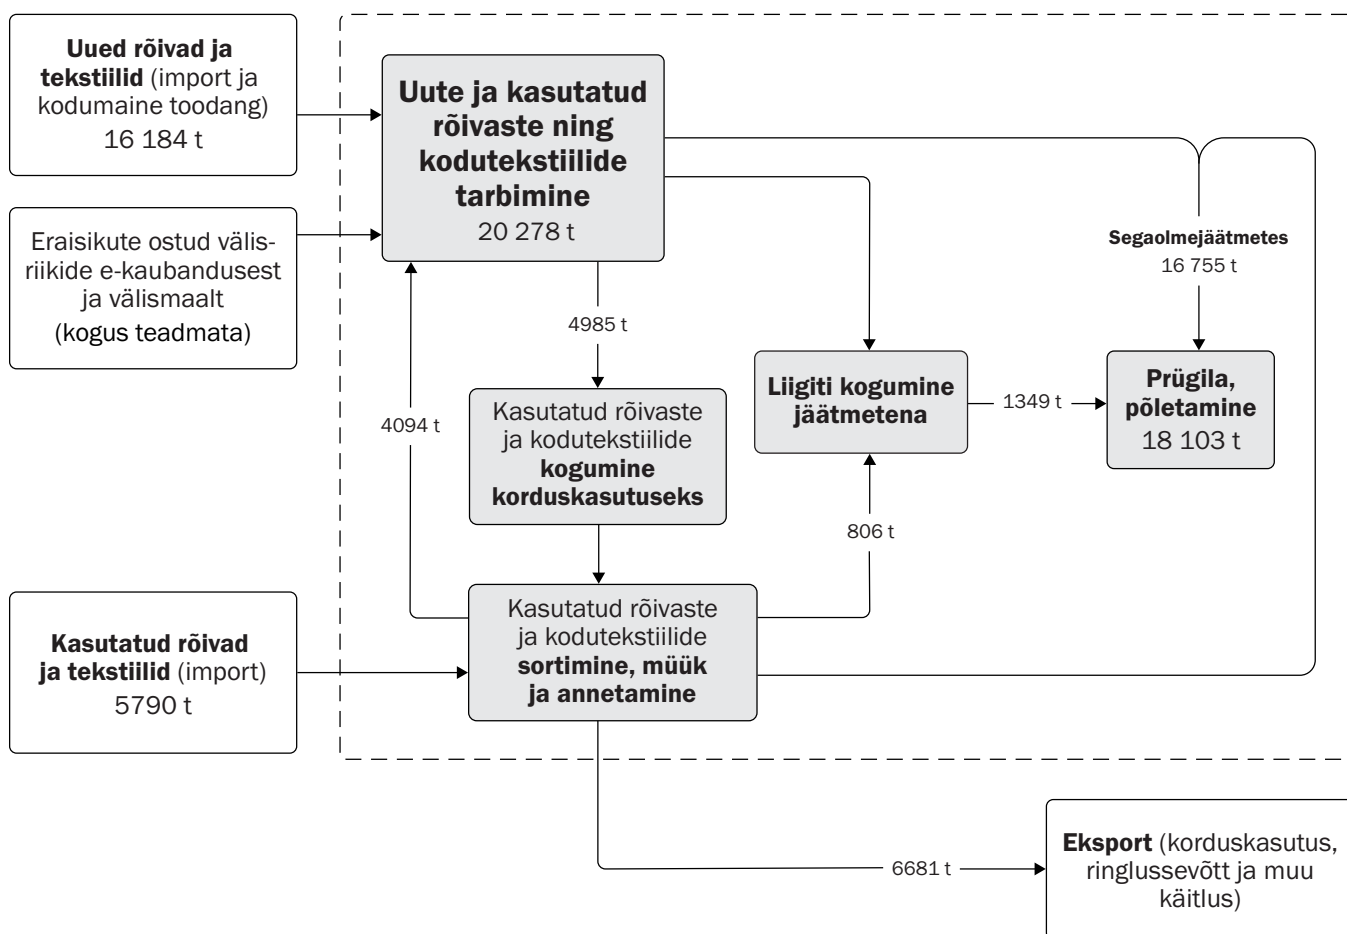 Uued rõivad ja
tekstiilid (import ja
kodumaine toodang)
16 184 t
Eraisikute ostud välis-
riikide e-kaubandusest
ja välismaalt
(kogus teadmata)
Kasutatud rõivad
ja tekstiilid (import)
5790 t
Uute ja kasutatud
rõivaste ning
kodutekstiilide
tarbimine
20 278 t
4985 t
4094 t
Kasutatud rõivaste
ja kodutekstiilide
kogumine
korduskasutuseks
Kasutatud rõivaste
ja kodutekstiilide
sortimine, müük
ja annetamine
Liigiti kogumine
jäätmetena
806 t
1349 t
Segaolmejäätmetes
16 755 t
Prügila,
põletamine
18 103 t
6681 t
Eksport (korduskasutus,
ringlussevõtt ja muu
käitlus)